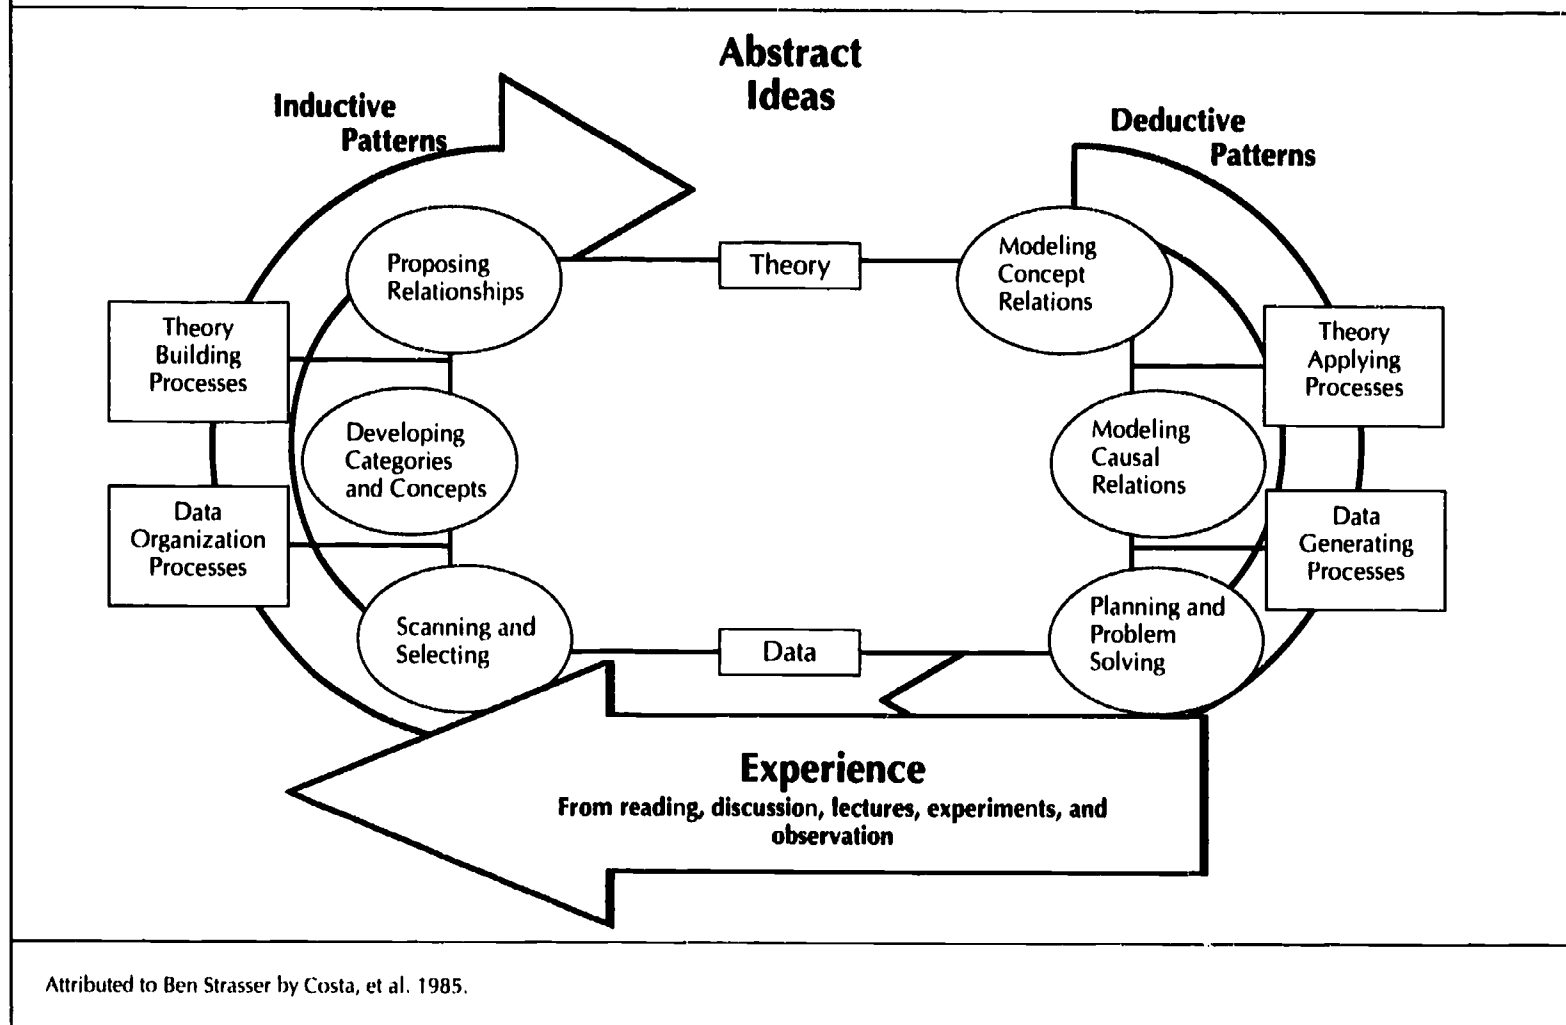 Abstract
Ideas
Inductive
Patterns
Deductive
Patterns
Proposing
Relationships
Theory
Modeling
Concept
Relations
Theory
Building
Processes
Theory
Applying
Processes
Developing
Categories
and Concepts
Modeling
Causal
Relations
Data
Organization
Processes
Data
Generating
Processes
Scanning and
Selecting
Data
Planning and
Problem
Solving
Experience
From reading, discussion, lectures, experiments, and
observation
Attributed to Ben Strasser by Costa, et al. 1985.